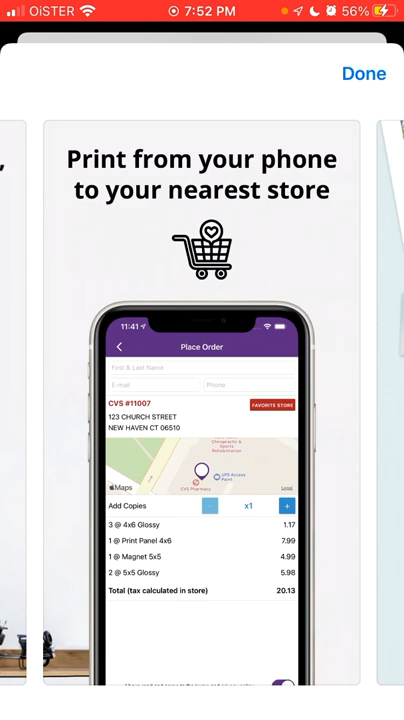 OiSTER 7:52 PM 56%
Done
,
Print from your phone
to your nearest store
11:41
Place Order
First & Last Name
E-mail Phone
CVS #11007 FAVORITE STORE
123 CHURCH STREET
NEW HAVEN CT 06510
Chiropractic &
Sports
Rehabilitation
UPS Access
Point
CVS Pharmacy
Maps Legal
Add Copies - x1 +
3 @ 4x6 Glossy 1.17
1 @ Print Panel 4x6 7.99
1 @ Magnet 5x5 4.99
2 @ 5x5 Glossy 5.98
Total (tax calculated in store) 20.13